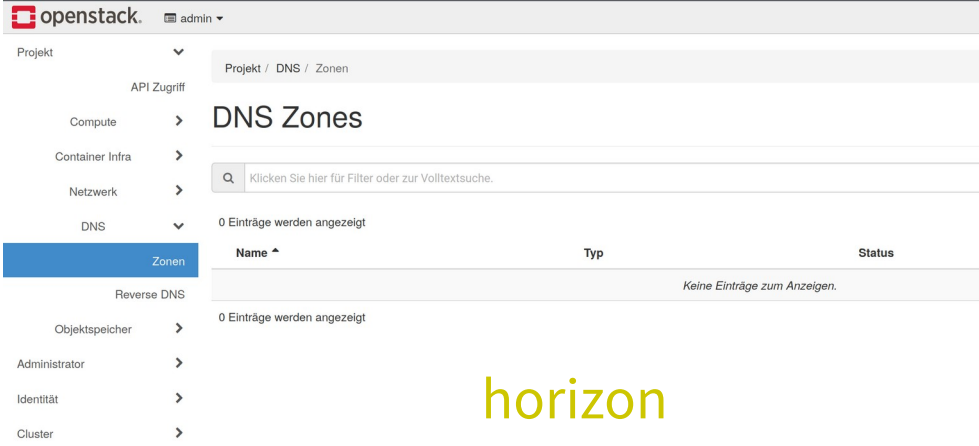 openstack. admin
Projekt
API Zugriff
Compute
Container Infra
Netzwerk
DNS
Zonen
Reverse DNS
Objektspeicher
Administrator
Identität
Cluster
Projekt / DNS / Zonen
DNS Zones
Klicken Sie hier für Filter oder zur Volltextsuche.
0 Einträge werden angezeigt
Name Typ Status
Keine Einträge zum Anzeigen.
0 Einträge werden angezeigt
horizon